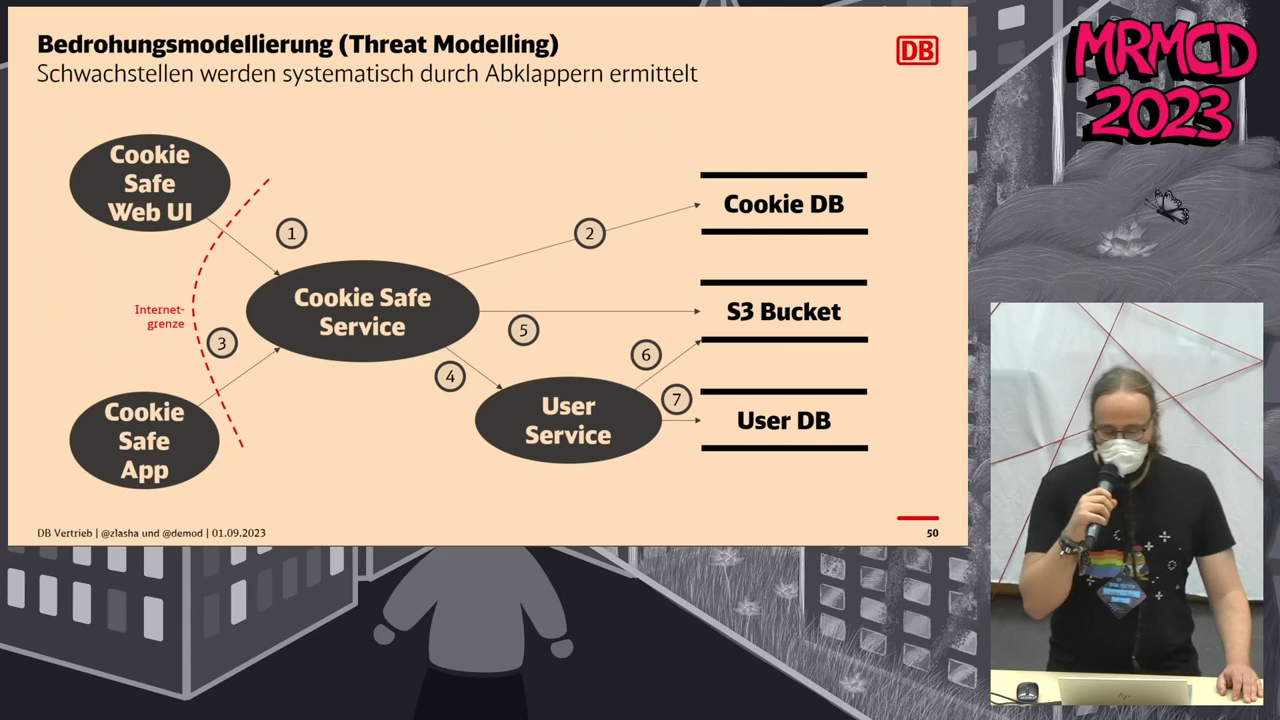 Bedrohungsmodellierung (Threat Modelling)
Schwachstellen werden systematisch durch Abklappern ermittelt
DB
MRMCD
2023
Cookie
Safe
Web UI
1
2
Cookie DB
Cookie Safe
Service
Internet-
grenze
3
5
S3 Bucket
4
6
7
User
Service
User DB
Cookie
Safe
App
DB Vertrieb | @zlasha und @demod | 01.09.2023
50